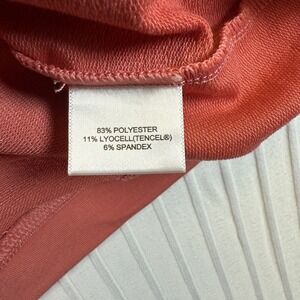 83% POLYESTER
11% LYOCELL(TENCEL®)
6% SPANDEX